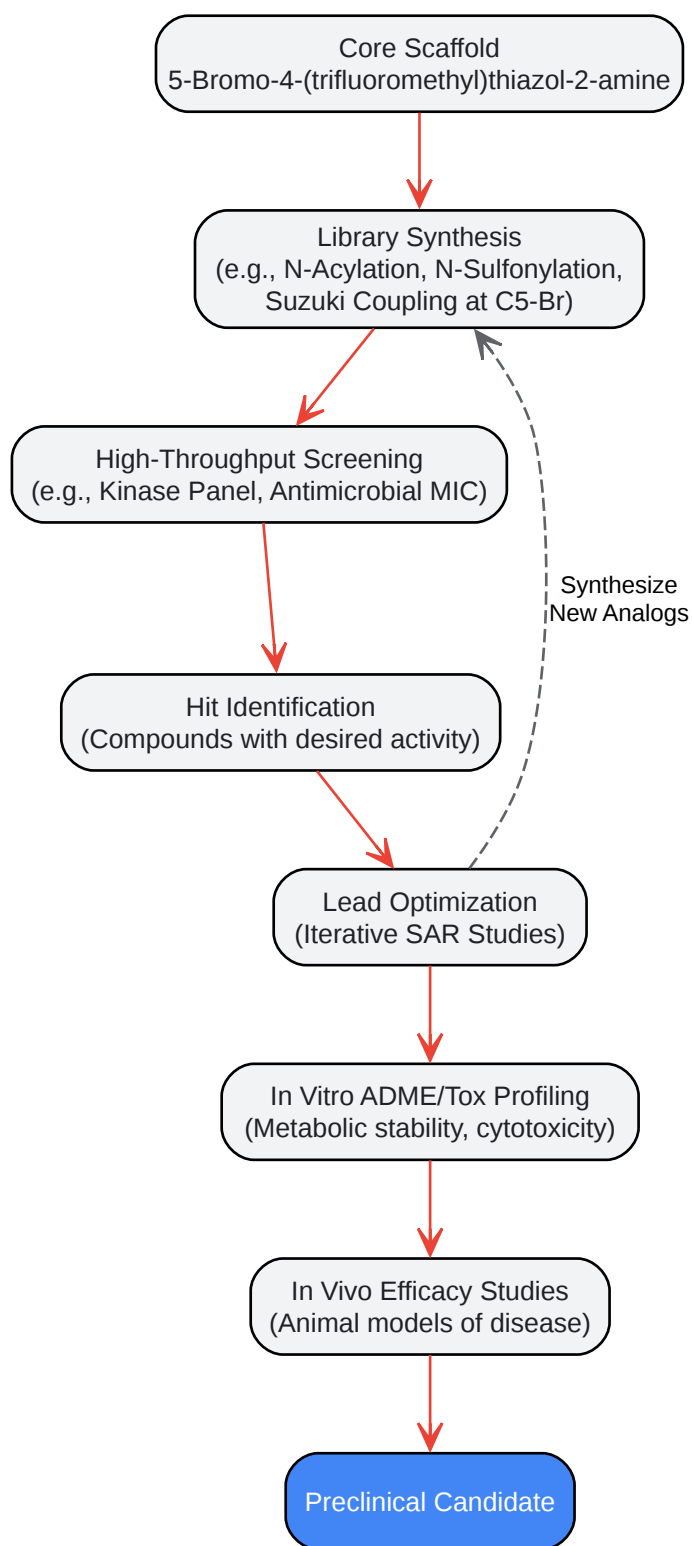 Core Scaffold
5-Bromo-4-(trifluoromethyl)thiazol-2-amine
Library Synthesis
(e.g., N-Acylation, N-Sulfonylation,
Suzuki Coupling at C5-Br)
High-Throughput Screening
(e.g., Kinase Panel, Antimicrobial MIC)
Synthesize
New Analogs
Hit Identification
(Compounds with desired activity)
Lead Optimization
(Iterative SAR Studies)
In Vitro ADME/Tox Profiling
(Metabolic stability, cytotoxicity)
In Vivo Efficacy Studies
(Animal models of disease)
Preclinical Candidate